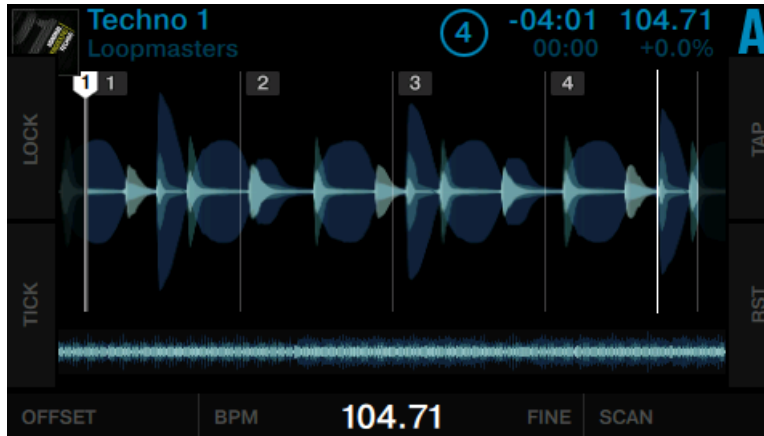 Techno 1
Loopmasters
4
-04:01
00:00
104.71
+0.0%
A
1 1 2 3 4
LOCK
TICK
TAP
RST
OFFSET BPM 104.71 FINE SCAN